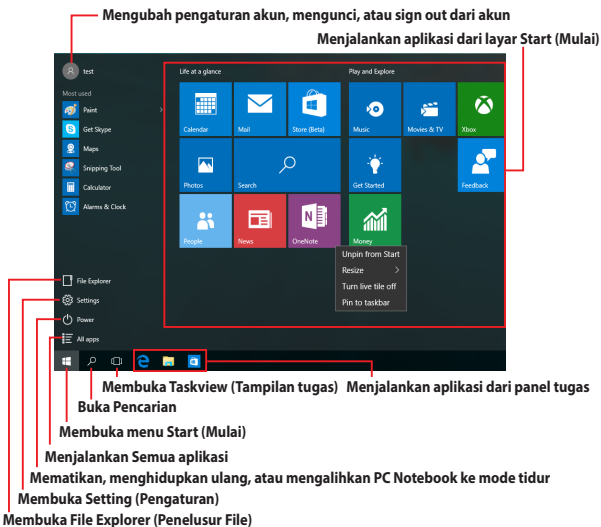 Mengubah pengaturan akun, mengunci, atau sign out dari akun
Menjalankan aplikasi dari layar Start (Mulai)
test
Life at a glance
Play and Explore
Most used
Paint
Get Skype
Maps
Snipping Tool
Calculator
Alarms & Clock
Calendar
Mail
Store (Beta)
Music
Movies & TV
Xbox
Photos
Search
Get Started
Feedback
People
News
OneNote
Money
Unpin from Start
Resize
Turn live tile off
Pin to taskbar
File Explorer
Settings
Power
All apps
Membuka Taskview (Tampilan tugas)
Menjalankan aplikasi dari panel tugas
Buka Pencarian
Membuka menu Start (Mulai)
Menjalankan Semua aplikasi
Mematikan, menghidupkan ulang, atau mengalihkan PC Notebook ke mode tidur
Membuka Setting (Pengaturan)
Membuka File Explorer (Penelusur File)